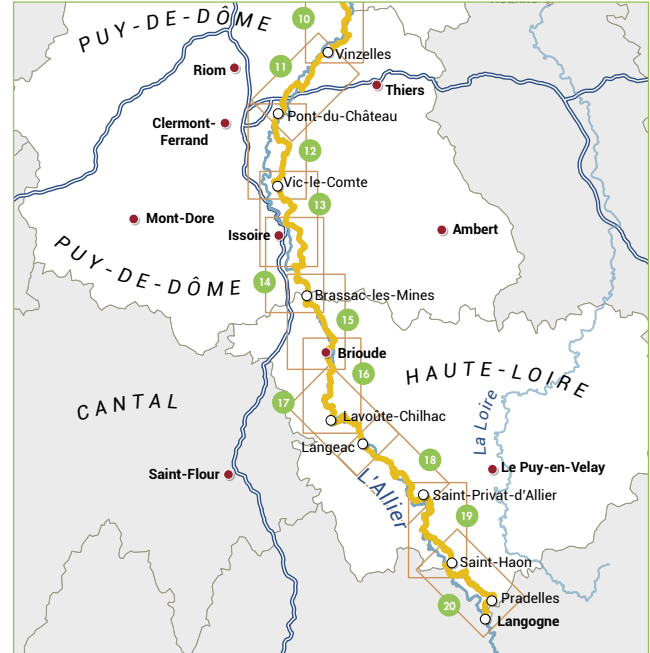 PUY-DE-DÔME
10
Vinzelles
11
Riom
Thiers
Pont-du-Château
Clermont-
Ferrand
12
Vic-le-Comte
13
Mont-Dore
Ambert
Issoire
PUY-DE-DÔME
14
Brassac-les-Mines
15
Brioude
16
HAUTE-LOIRE
CANTAL
17
La Loire
Lavoûte-Chilhac
Langeac
18
Le Puy-en-Velay
Saint-Flour
L'Allier
Saint-Privat-d'Allier
19
Saint-Haon
Pradelles
20
Langogne